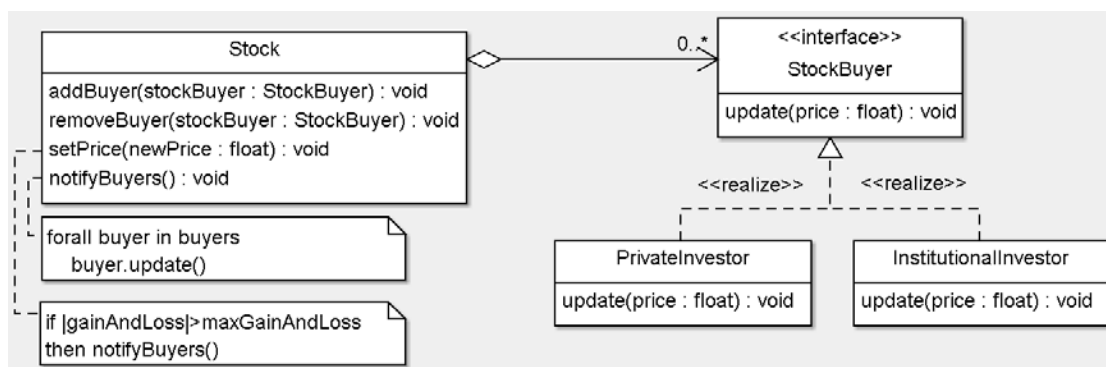 Stock
addBuyer(stockBuyer : StockBuyer) : void
removeBuyer(stockBuyer : StockBuyer) : void
setPrice(newPrice : float) : void
notifyBuyers() : void
forall buyer in buyers
buyer.update()
if |gainAndLoss|>maxGainAndLoss
then notifyBuyers()
0..*
<<interface>>
StockBuyer
update(price : float) : void
<<realize>>
<<realize>>
PrivateInvestor
update(price : float) : void
InstitutionalInvestor
update(price : float) : void